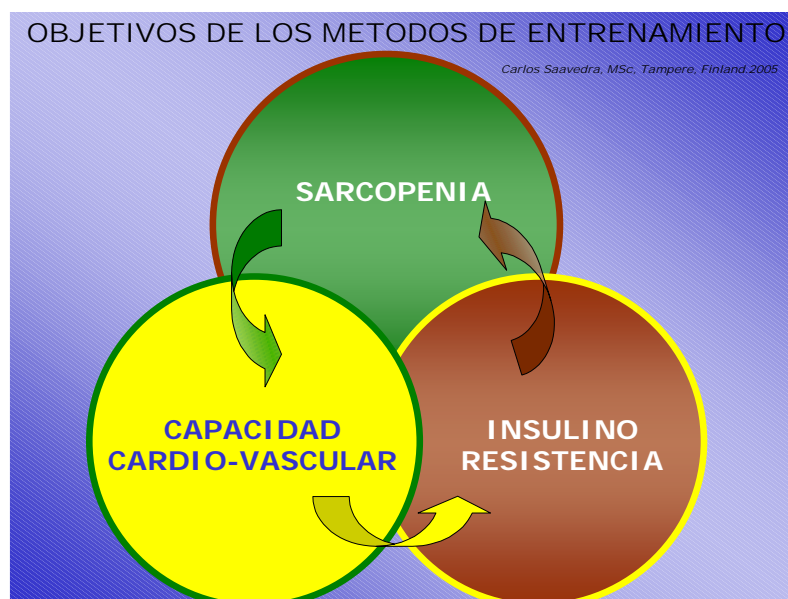 OBJETIVOS DE LOS METODOS DE ENTRENAMIENTO
Carlos Saavedra, MSc, Tampere, Finland.2005
SARCOPENIA
CAPACIDAD
CARDIO-VASCULAR
INSULINO
RESISTENCIA